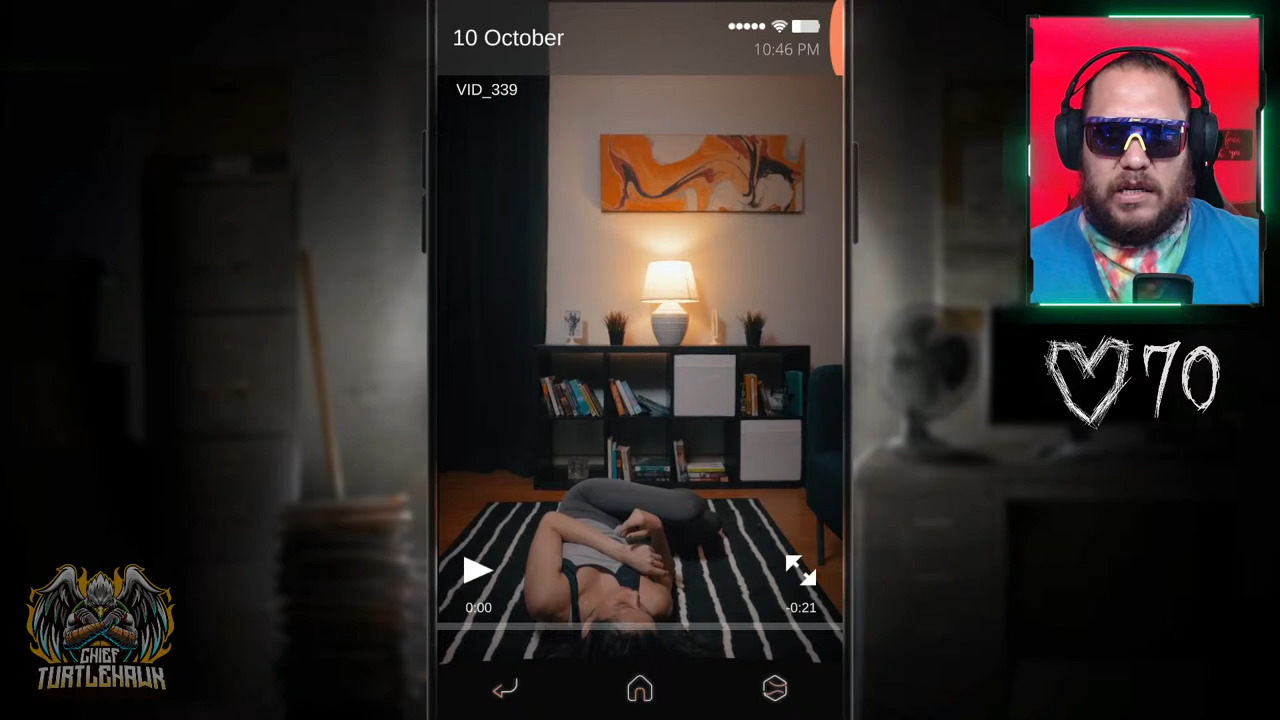 10 October
10:46 PM
VID_339
0:00
-0:21
70
CHIEF
TURTLEHAWK